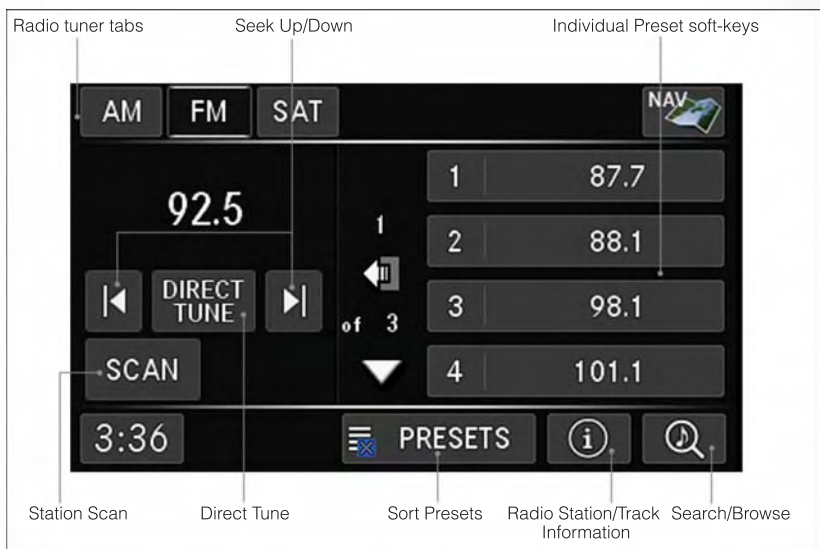 Radio tuner tabs
Seek Up/Down
Individual Preset soft-keys
AM
FM
SAT
NAV
92.5
DIRECT
TUNE
SCAN
1
of 3
1 87.7
2 88.1
3 98.1
4 101.1
3:36
PRESETS
i
Station Scan
Direct Tune
Sort Presets
Radio Station/Track
Information
Search/Browse